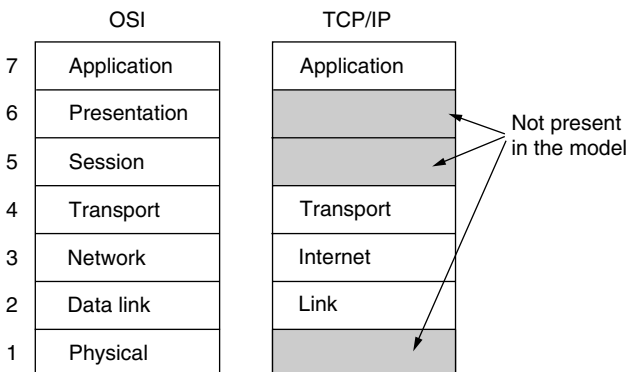 OSI TCP/IP
7 Application Application
6 Presentation
5 Session
Not present
in the model
4 Transport Transport
3 Network Internet
2 Data link Link
1 Physical